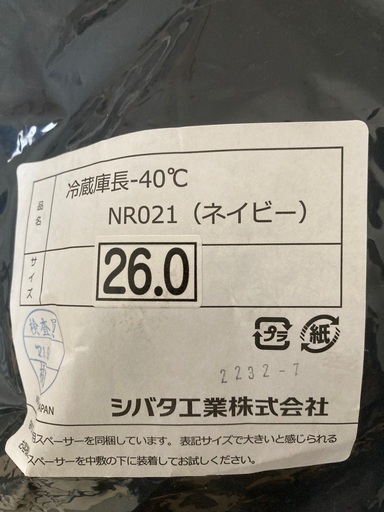 品名
冷蔵庫長-40℃
NR021（ネイビー）
サイズ
26.0
検査
プラ
紙
2232-7
JAPAN
シバタ工業株式会社
スペーサーを同梱しています。表記サイズで大きいと感じられる
スペーサーを中敷の下に装着してお試しください。